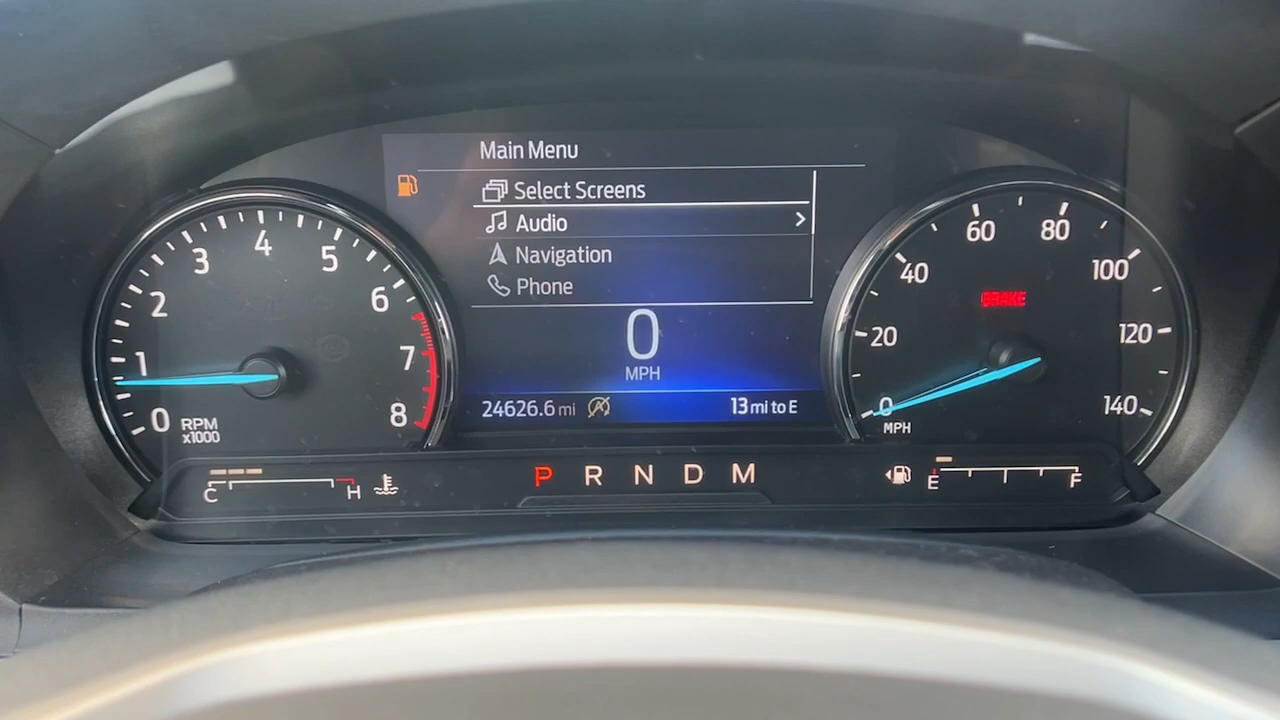 Main Menu
Select Screens
Audio
Navigation
Phone
0
MPH
24626.6 mi
13 mi to E
0
1
2
3
4
5
6
7
8
RPM
x1000
0
20
40
60
80
100
120
140
MPH
BRAKE
C
H
P R N D M
E
F